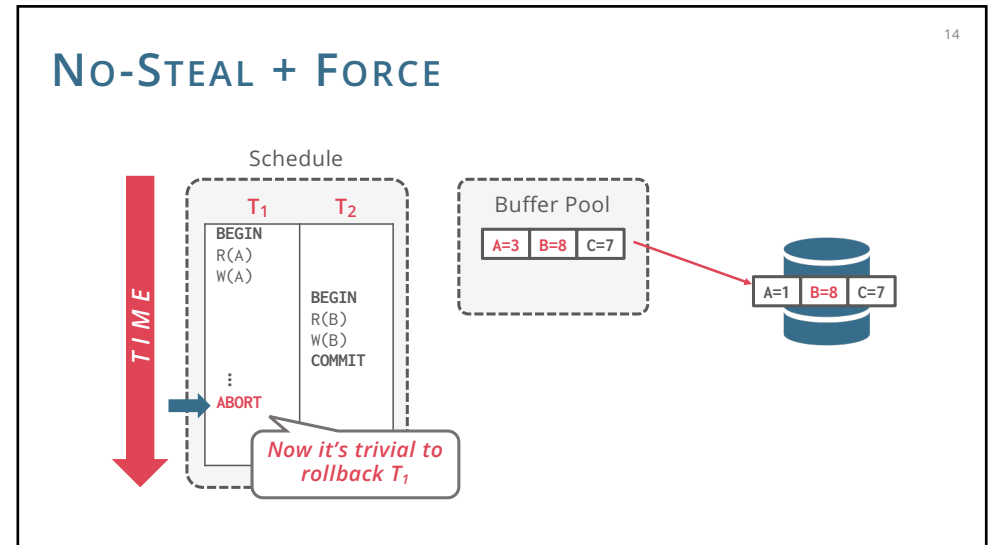 14
NO-STEAL + FORCE
Schedule
T1 T2
BEGIN
R(A)
W(A)
BEGIN
R(B)
W(B)
COMMIT
⋮
ABORT
Now it's trivial to
rollback T1
TIME
Buffer Pool
A=3 B=8 C=7
A=1 B=8 C=7